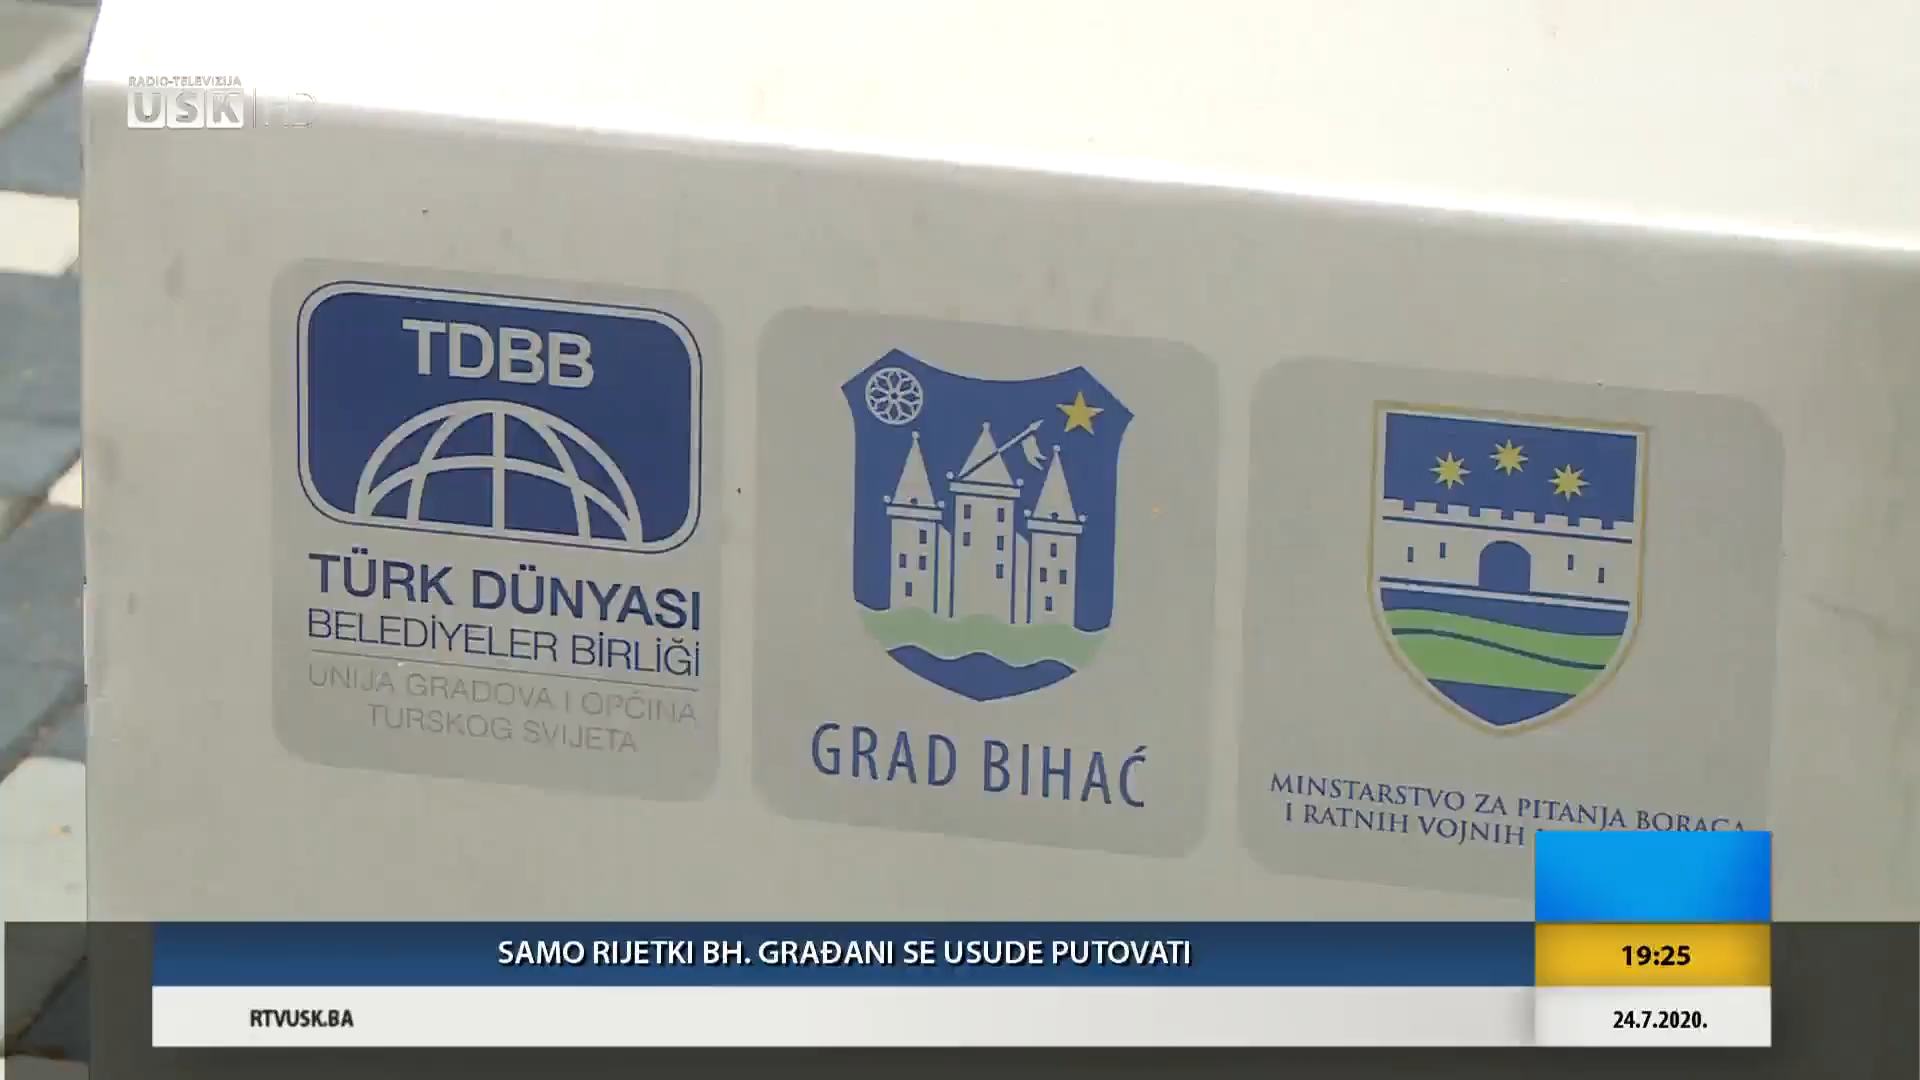 RADIO-TELEVIZIJA
USK HD
TDBB
TÜRK DÜNYASI
BELEDİYELER BİRLİĞİ
UNIJA GRADOVA I OPĆINA
TURSKOG SVIJETA
GRAD BIHAĆ
MINSTARSTVO ZA PITANJA BORACA
I RATNIH VOJNIH
SAMO RIJETKI BH. GRAĐANI SE USUDE PUTOVATI
19:25
RTVUSK.BA
24.7.2020.